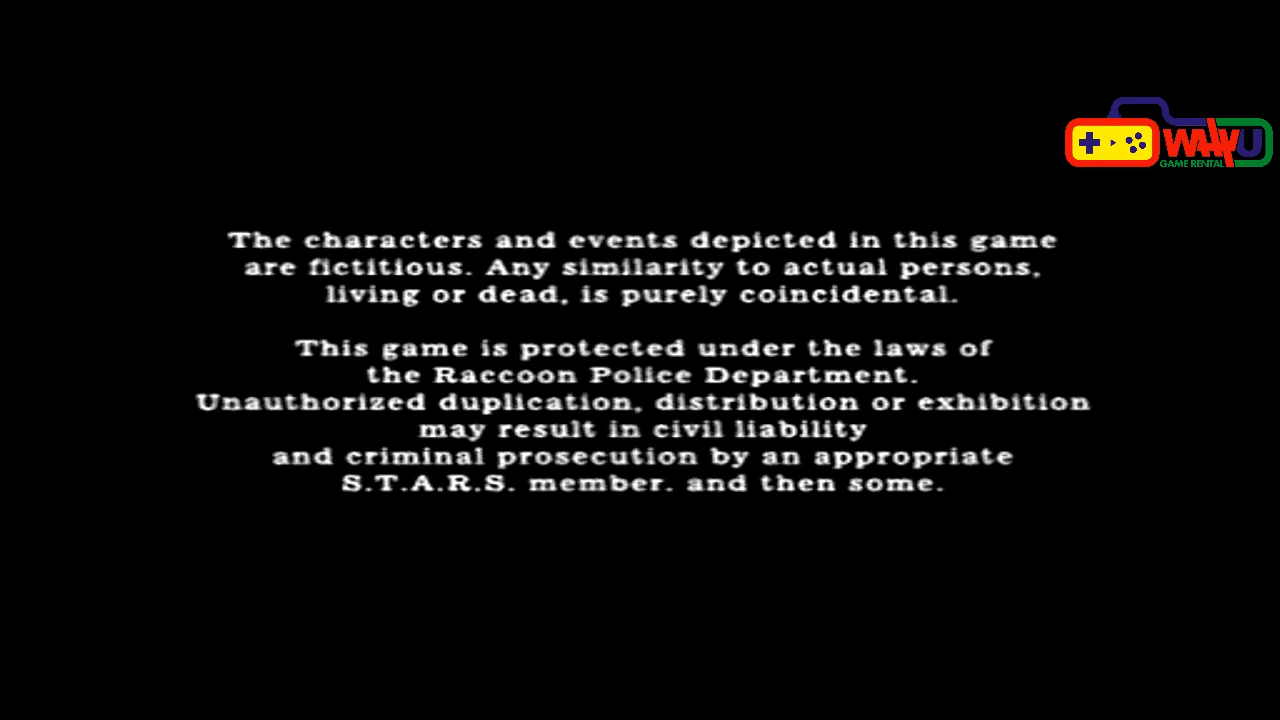 WAHYU
GAME RENTAL
The characters and events depicted in this game
are fictitious. Any similarity to actual persons,
living or dead, is purely coincidental.
This game is protected under the laws of
the Raccoon Police Department.
Unauthorized duplication, distribution or exhibition
may result in civil liability
and criminal prosecution by an appropriate
S.T.A.R.S. member. and then some.